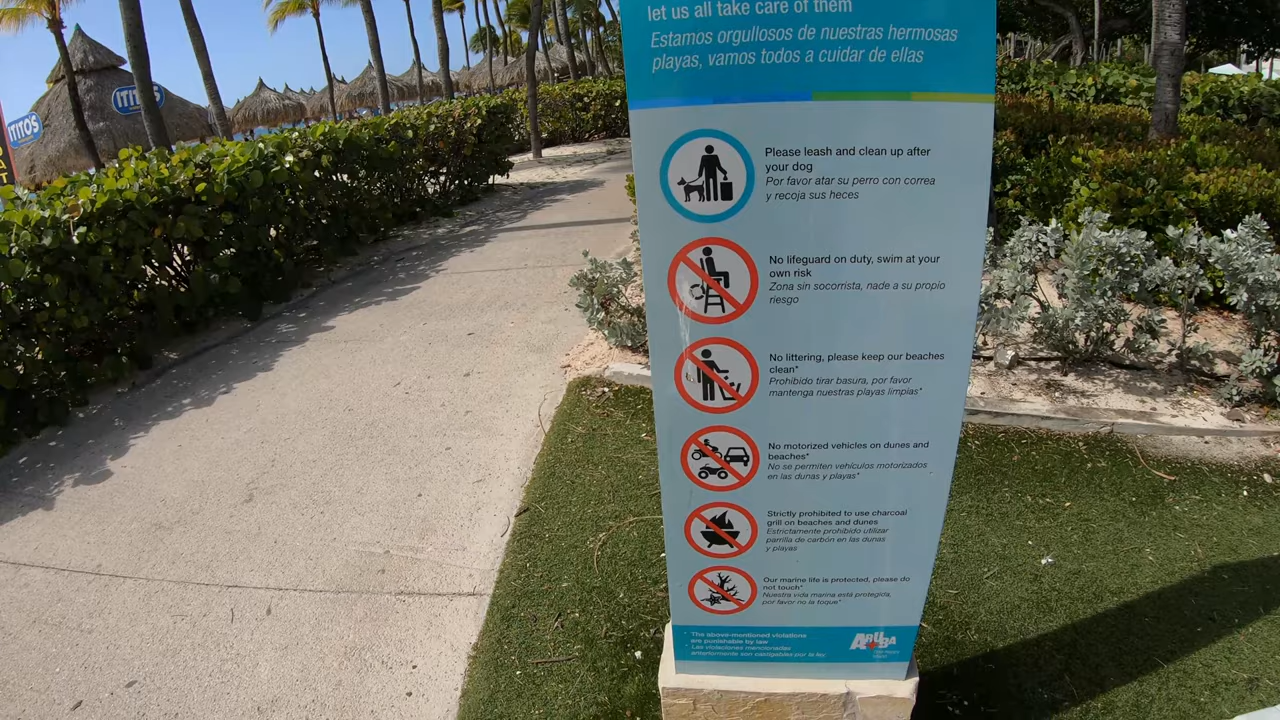 let us all take care of them
Estamos orgullosos de nuestras hermosas
playas, vamos todos a cuidar de ellas
ITITO'S
ITITO'S
Please leash and clean up after
your dog
Por favor atar su perro con correa
y recoja sus heces
No lifeguard on duty, swim at your
own risk
Zona sin socorrista, nade a su propio
riesgo
No littering, please keep our beaches
clean*
Prohibido tirar basura, por favor
mantenga nuestras playas limpias*
No motorized vehicles on dunes and
beaches*
No se permiten vehículos motorizados
en las dunas y playas*
Strictly prohibited to use charcoal
grill on beaches and dunes
Estrictamente prohibido utilizar
parrilla de carbón en las dunas
y playas
Our marine life is protected, please do
not touch*
Nuestra vida marina está protegida,
por favor no la toque*
* The above-mentioned violations
are punishable by law
* Las violaciones mencionadas
anteriormente son castigables por la ley
ARUBA